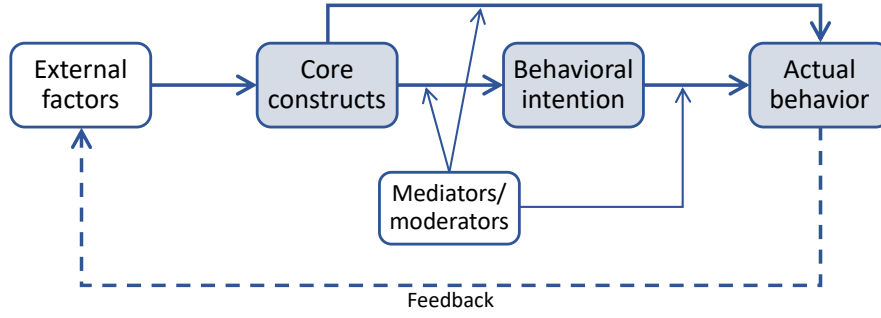 External
factors
Core
constructs
Behavioral
intention
Actual
behavior
Mediators/
moderators
Feedback